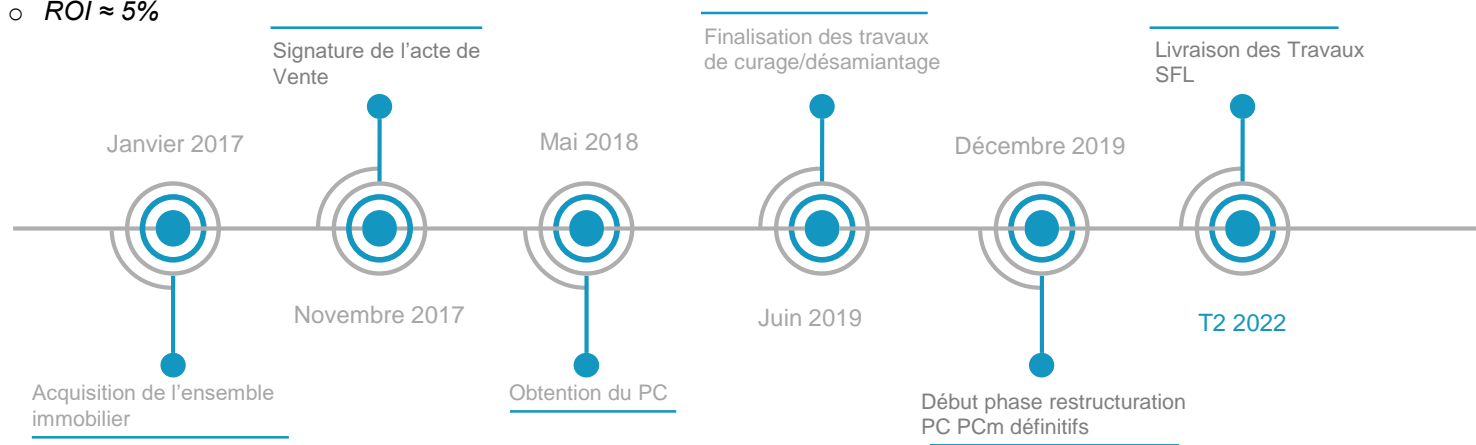 ○ ROI ≈ 5%
Signature de l’acte de
Vente
Finalisation des travaux
de curage/désamiantage
Livraison des Travaux
SFL
Janvier 2017
Mai 2018
Décembre 2019
Novembre 2017
Juin 2019
T2 2022
Acquisition de l’ensemble
immobilier
Obtention du PC
Début phase restructuration
PC PCm définitifs